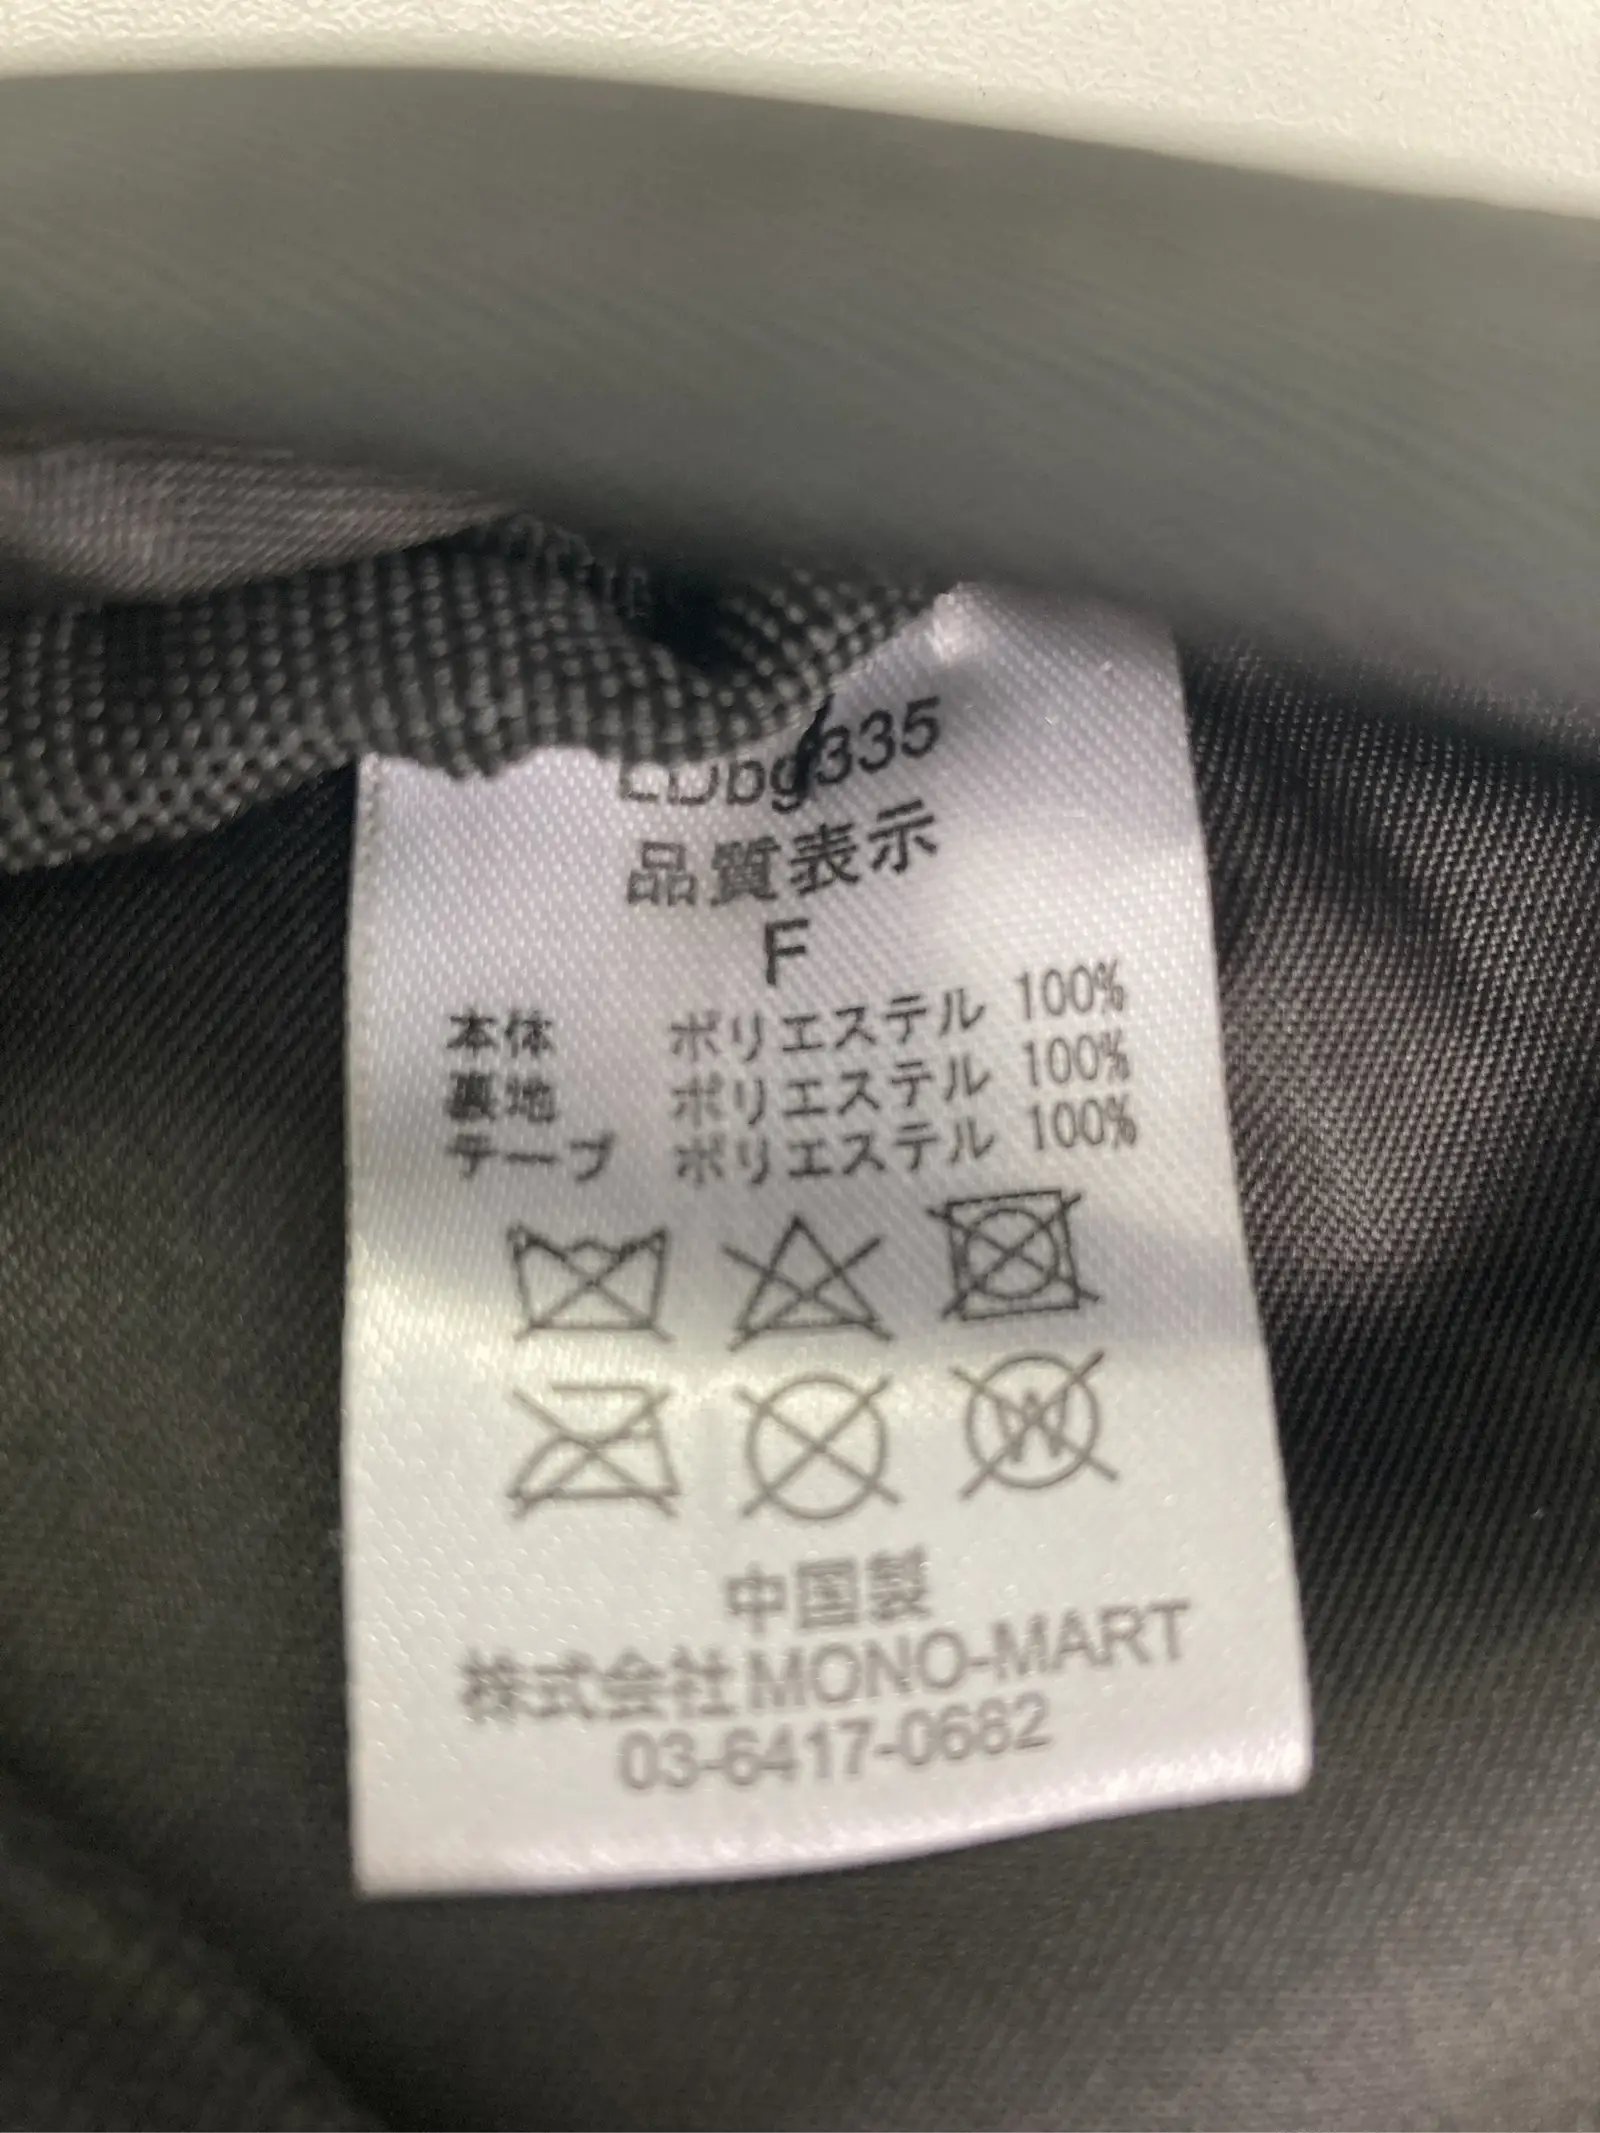 LDbg335
品質表示
F
本体 ポリエステル 100%
裏地 ポリエステル 100%
テープ ポリエステル 100%
W
中国製
株式会社MONO-MART
03-6417-0682